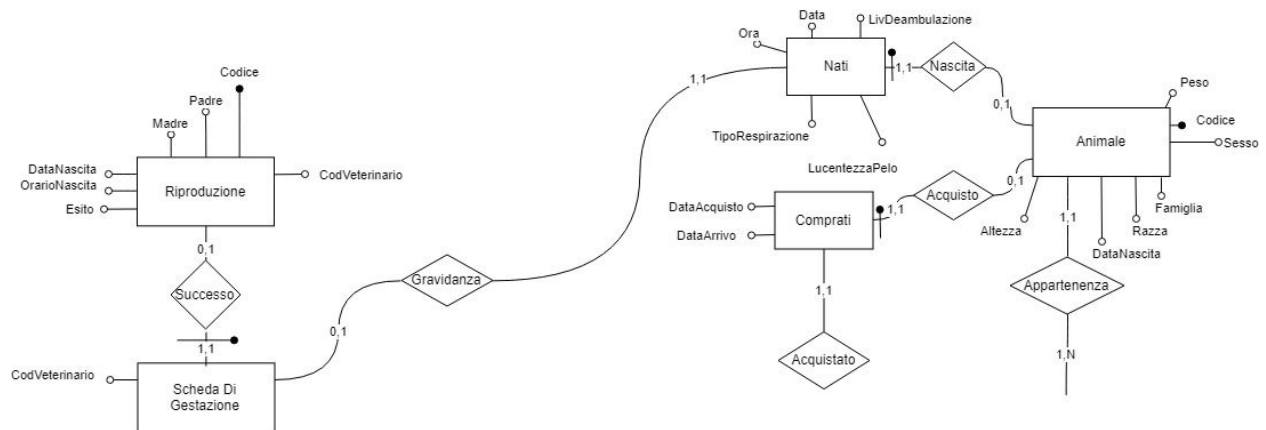 Data
LivDeambulazione
Ora
Nati
1,1
1,1
Nascita
0,1
TipoRespirazione
LucentezzaPelo
Peso
Codice
Sesso
Animale
Famiglia
Razza
DataNascita
Altezza
0,1
Acquisto
1,1
DataAcquisto
DataArrivo
Comprati
1,1
Acquistato
1,1
Appartenenza
1,N
Codice
Padre
Madre
DataNascita
OrarioNascita
Esito
Riproduzione
CodVeterinario
0,1
Successo
1,1
Gravidanza
0,1
CodVeterinario
Scheda Di
Gestazione